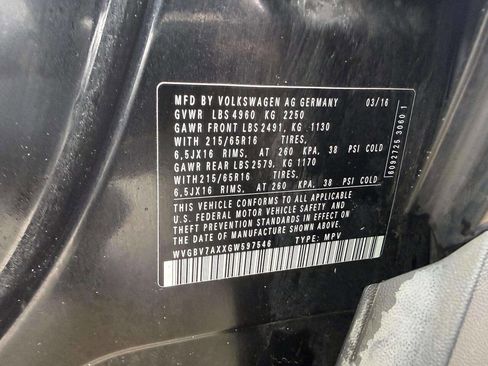 MFD BY VOLKSWAGEN AG GERMANY 03/16
GVWR LBS 4960 KG 2250
GAWR FRONT LBS 2491, KG 1130
WITH 215/65R16 TIRES,
6,5JX16 RIMS, AT 260 KPA, 38 PSI COLD
GAWR REAR LBS 2579, KG 1170
WITH 215/65R16 TIRES,
6,5JX16 RIMS, AT 260 KPA, 38 PSI COLD
THIS VEHICLE CONFORMS TO ALL APPLICABLE
U.S. FEDERAL MOTOR VEHICLE SAFETY AND
THEFT PREVENTION STANDARDS IN EFFECT ON
THE DATE OF MANUFACTURE SHOWN ABOVE.
WVGBV7AXXGW597546 TYPE: MPV
6092725 3060 1